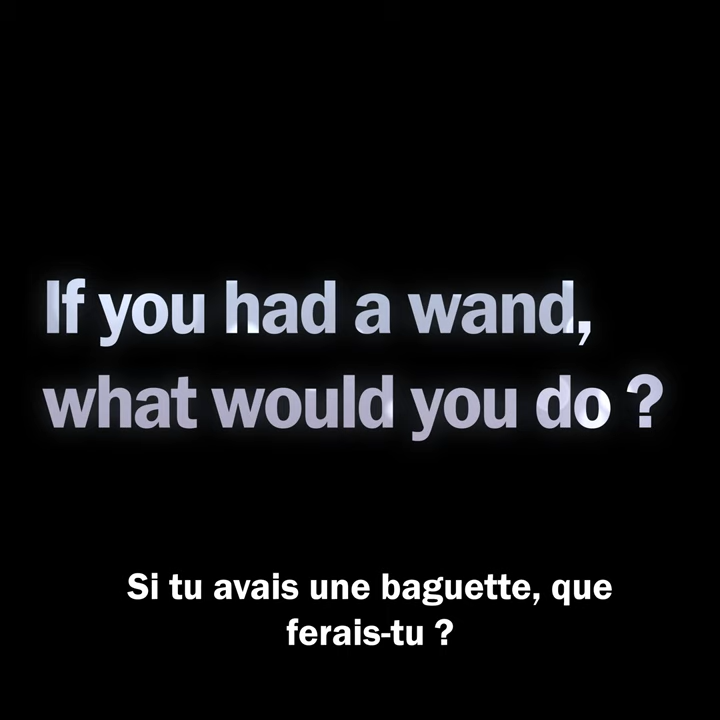 If you had a wand,
what would you do ?
Si tu avais une baguette, que
ferais-tu ?